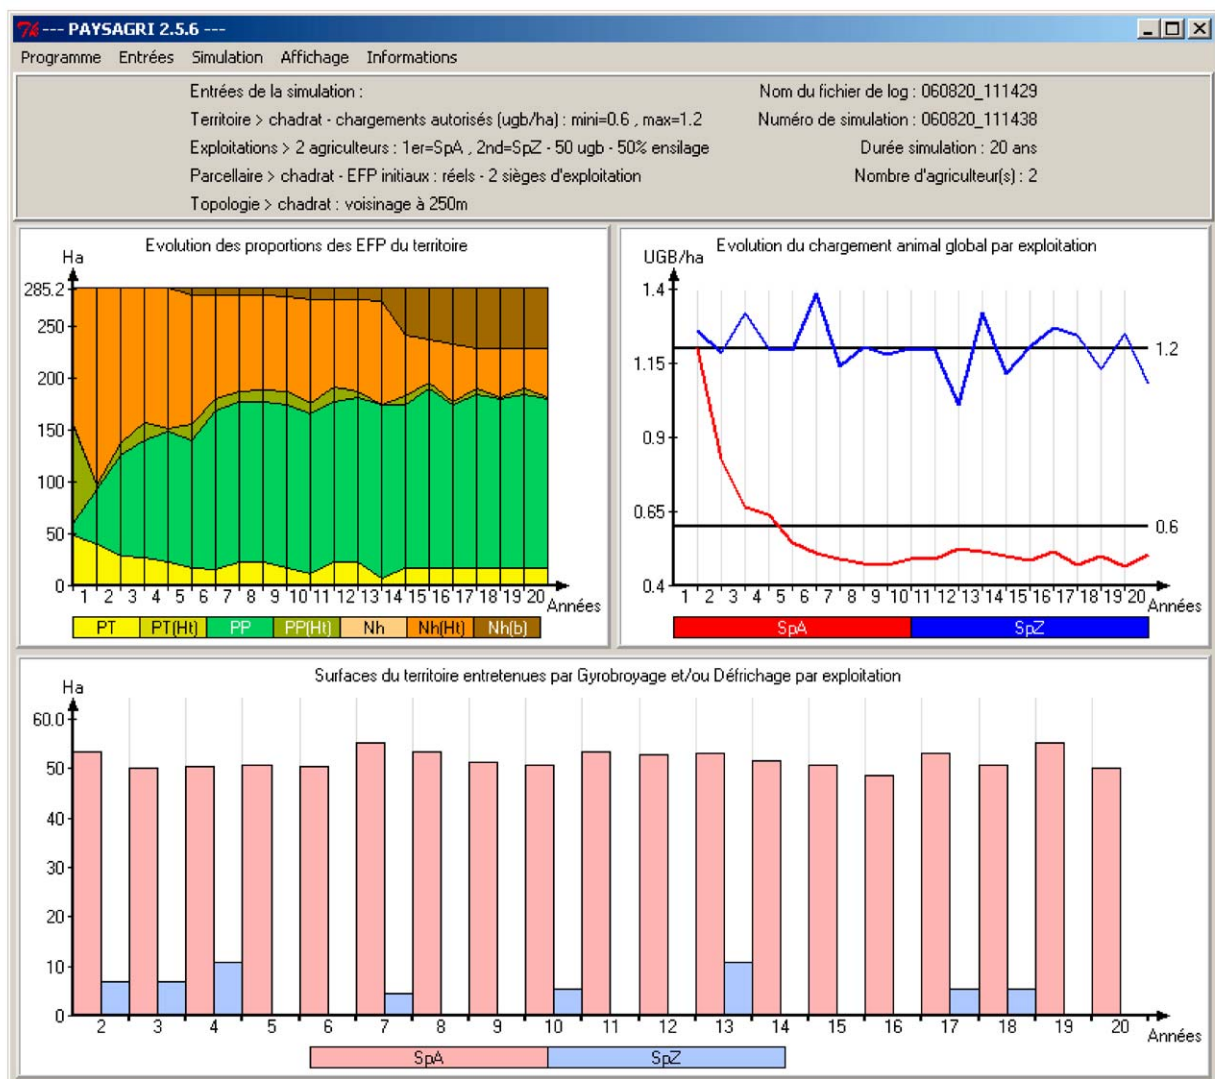 --- PAYSAGRI 2.5.6 ---
Programme Entrées Simulation Affichage Informations
Entrées de la simulation :
Territoire > chadrat - chargements autorisés (ugb/ha) : mini=0.6 , max=1.2
Exploitations > 2 agriculteurs : 1er=SpA , 2nd=SpZ - 50 ugb - 50% ensilage
Parcellaire > chadrat - EFP initiaux : réels - 2 sièges d'exploitation
Topologie > chadrat : voisinage à 250m
Nom du fichier de log : 060820_111429
Numéro de simulation : 060820_111438
Durée simulation : 20 ans
Nombre d'agriculteur(s) : 2
Evolution des proportions des EFP du territoire
Ha
285.2
250
200
150
100
50
0
1 2 3 4 5 6 7 8 9 10 11 12 13 14 15 16 17 18 19 20
Années
PT PT(Ht) PP PP(Ht) Nh Nh(Ht) Nh(b)
Evolution du chargement animal global par exploitation
UGB/ha
1.4
1.15
0.9
0.65
0.4
1.2
0.6
1 2 3 4 5 6 7 8 9 10 11 12 13 14 15 16 17 18 19 20
Années
SpA SpZ
Surfaces du territoire entretenues par Gyrobroyage et/ou Défrichage par exploitation
Ha
60.0
50
40
30
20
10
0
2 3 4 5 6 7 8 9 10 11 12 13 14 15 16 17 18 19 20
Années
SpA SpZ